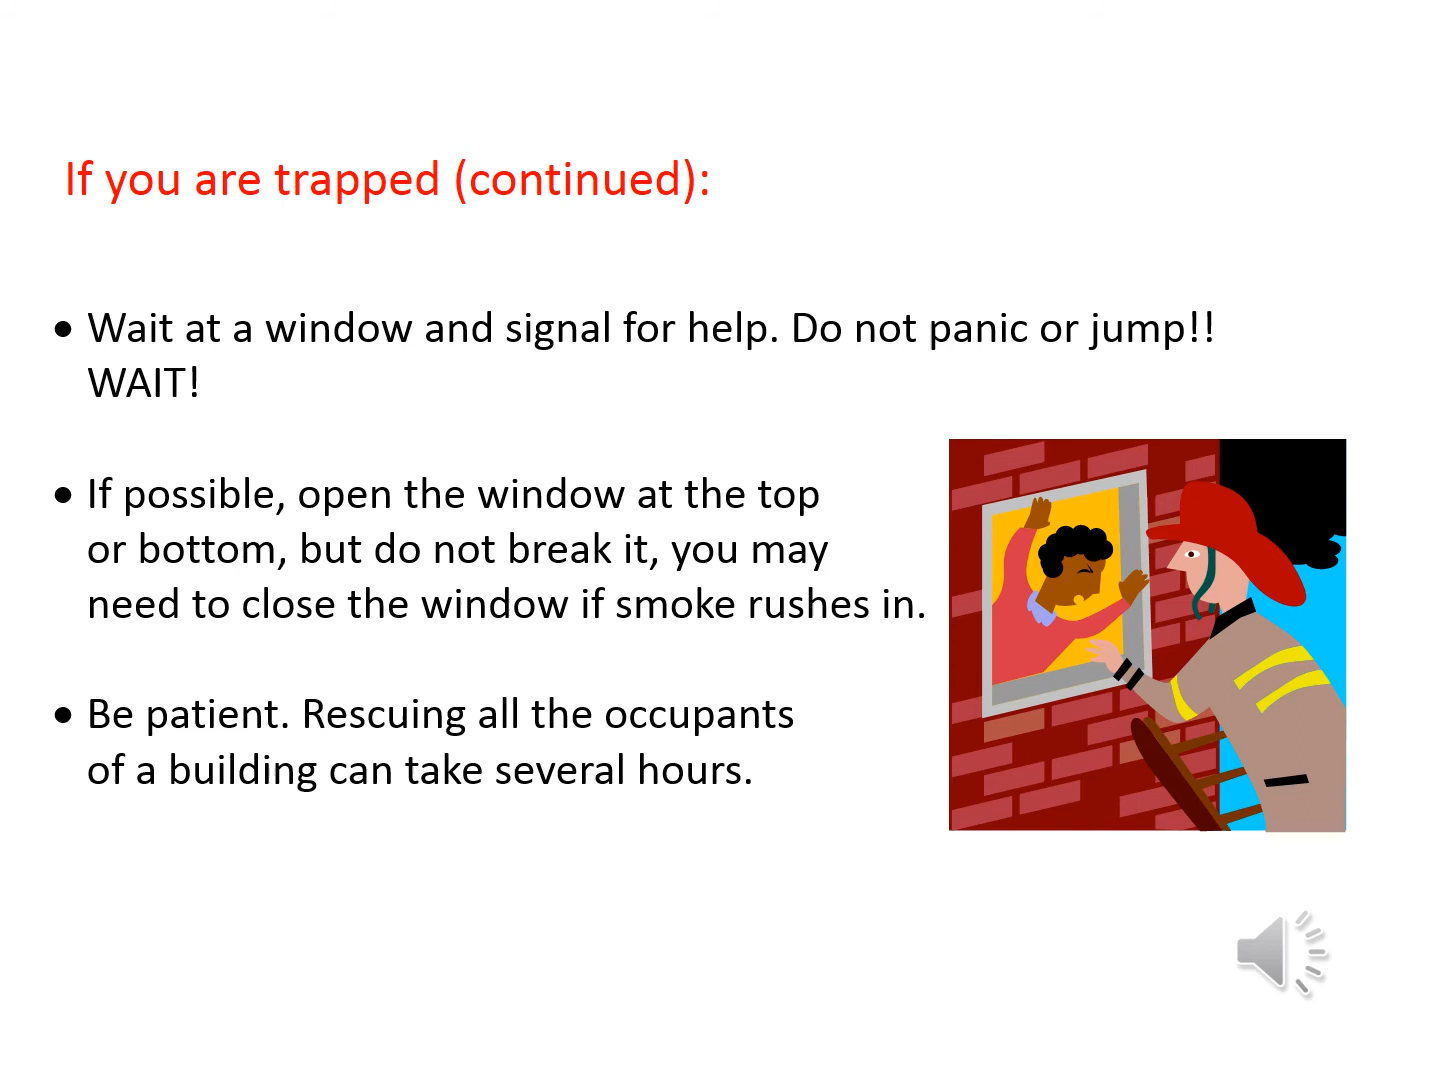 If you are trapped (continued):
• Wait at a window and signal for help. Do not panic or jump!!
WAIT!
• If possible, open the window at the top
or bottom, but do not break it, you may
need to close the window if smoke rushes in.
• Be patient. Rescuing all the occupants
of a building can take several hours.